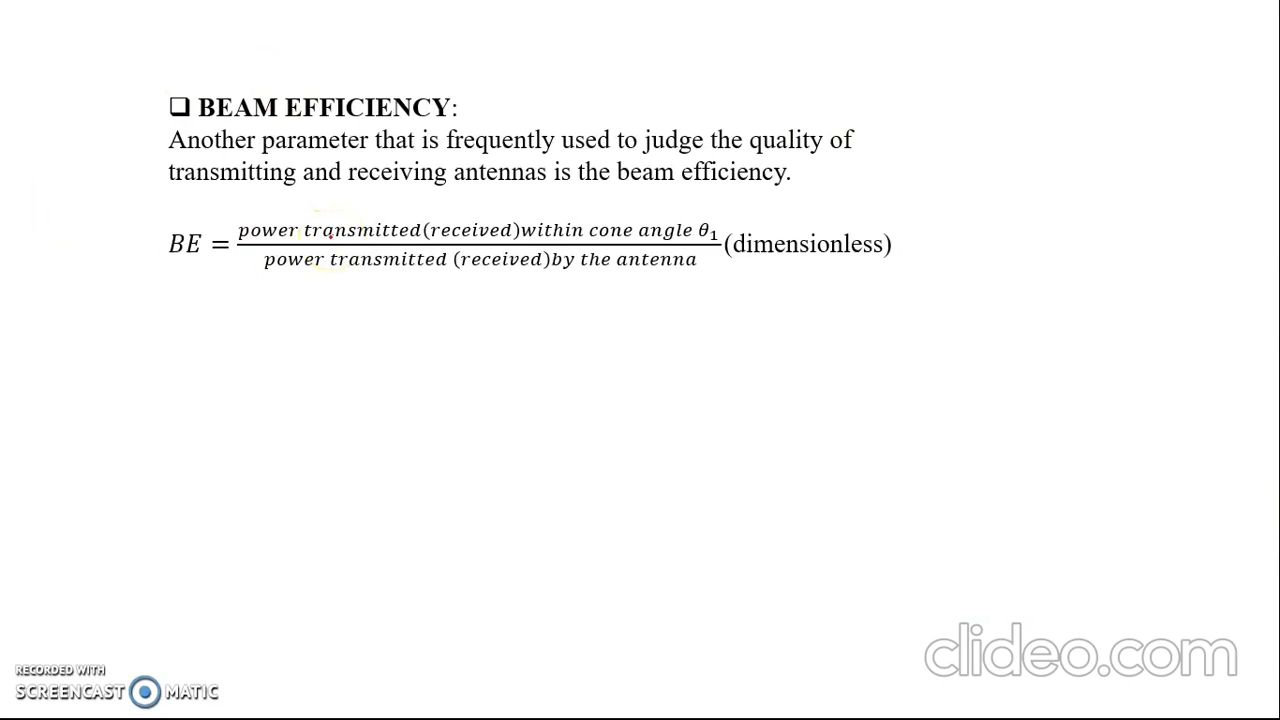 ❑ BEAM EFFICIENCY:
Another parameter that is frequently used to judge the quality of
transmitting and receiving antennas is the beam efficiency.
BE = \frac{power transmitted(received)within cone angle θ_1}{power transmitted (received)by the antenna}(dimensionless)
RECORDED WITH
SCREENCAST MATIC
clideo.com